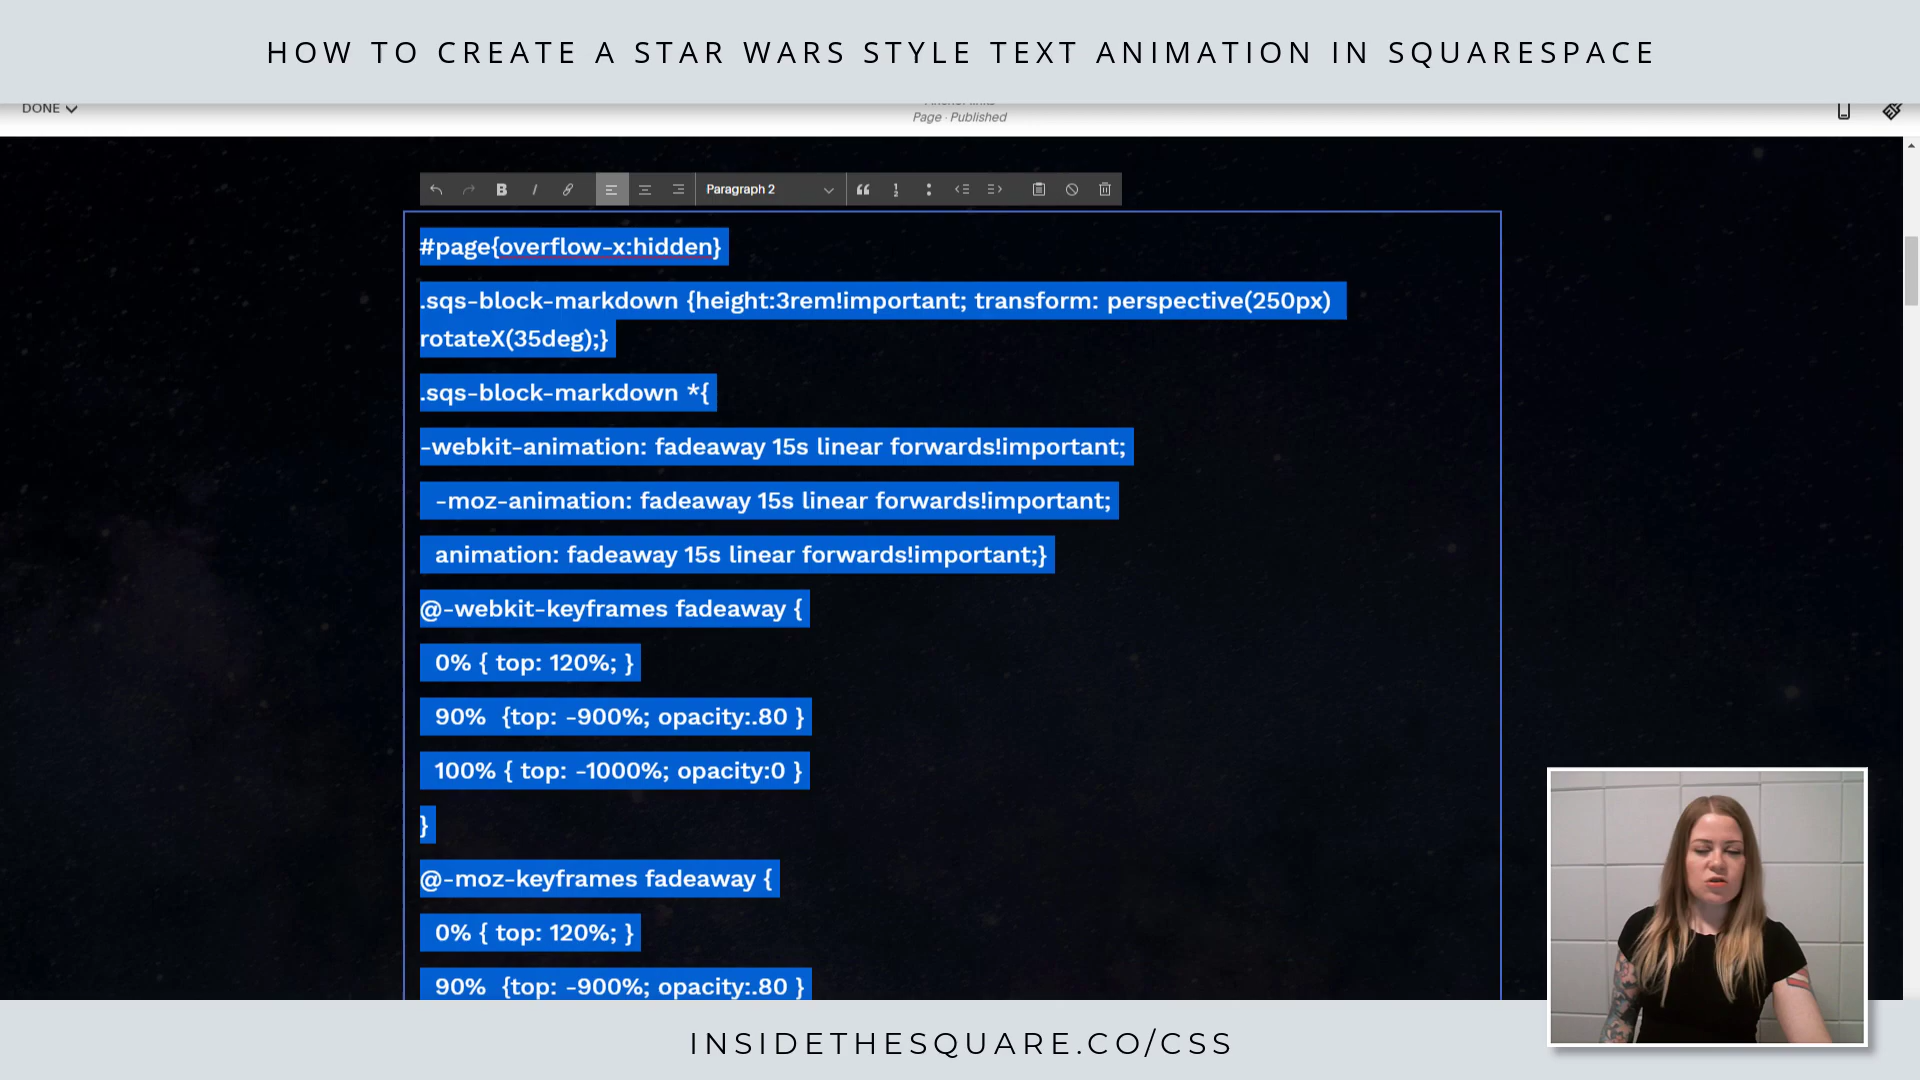 HOW TO CREATE A STAR WARS STYLE TEXT ANIMATION IN SQUARESPACE
DONE
Page · Published
B I
Paragraph 2
#page{overflow-x:hidden}
.sqs-block-markdown {height:3rem!important; transform: perspective(250px)
rotateX(35deg);}
.sqs-block-markdown *{
-webkit-animation: fadeaway 15s linear forwards!important;
-moz-animation: fadeaway 15s linear forwards!important;
animation: fadeaway 15s linear forwards!important;}
@-webkit-keyframes fadeaway {
0% { top: 120%; }
90%  {top: -900%; opacity:.80 }
100% { top: -1000%; opacity:0 }
}
@-moz-keyframes fadeaway {
0% { top: 120%; }
90%  {top: -900%; opacity:.80 }
INSIDETHESQUARE.CO/CSS